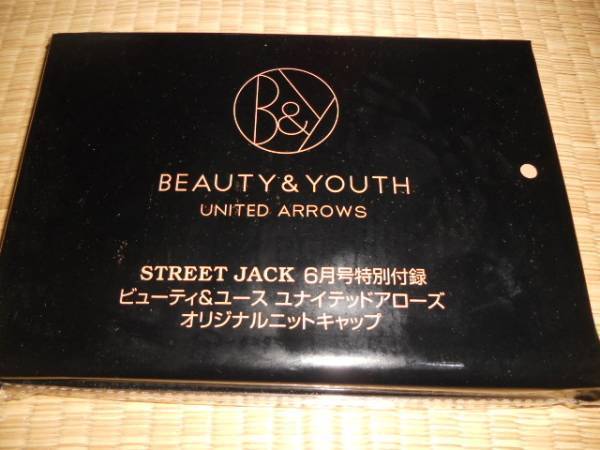 B&Y
BEAUTY & YOUTH
UNITED ARROWS
STREET JACK 6月号特別付録
ビューティ&ユース ユナイテッドアローズ
オリジナルニットキャップ